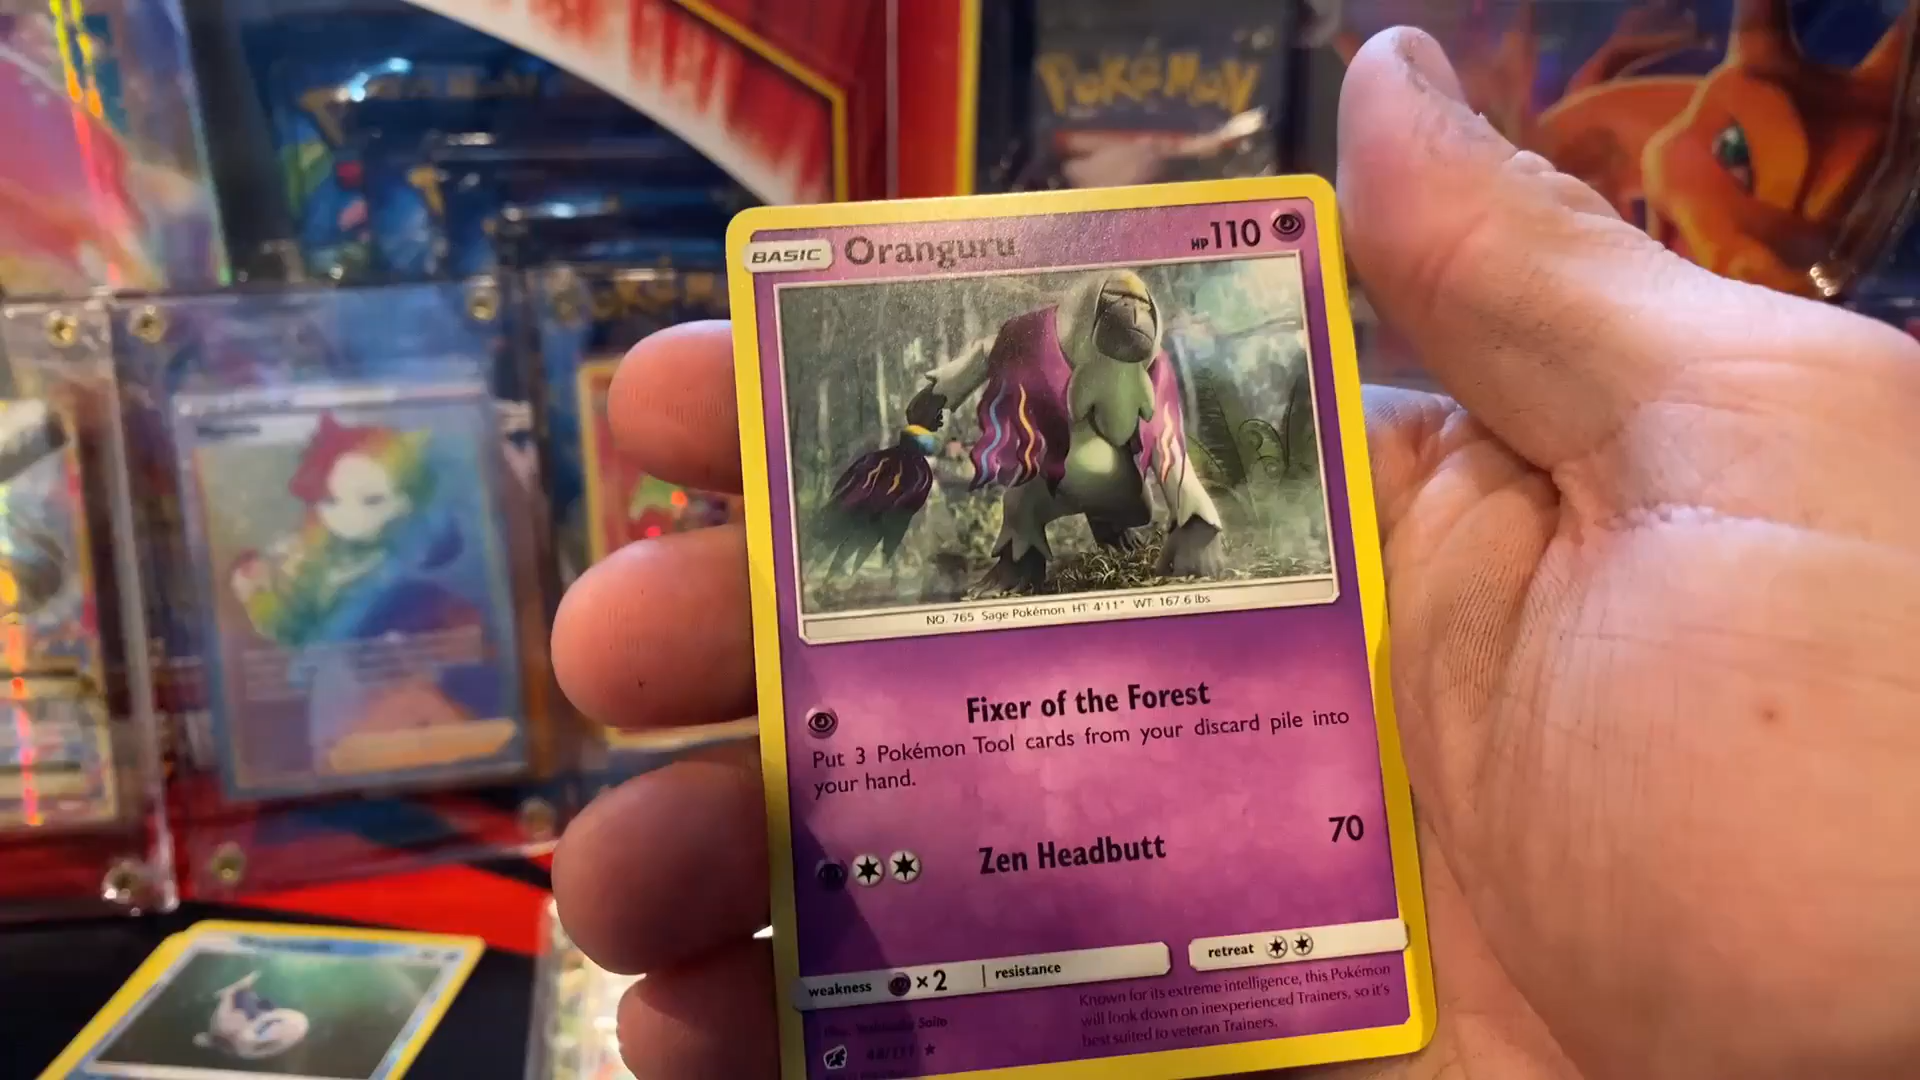 POKÉMON
BASIC Oranguru HP 110
NO. 765 Sage Pokémon HT: 4'11" WT: 167.6 lbs
Fixer of the Forest
Put 3 Pokémon Tool cards from your discard pile into
your hand.
Zen Headbutt 70
weakness ×2 resistance retreat
Known for its extreme intelligence, this Pokémon
will look down on inexperienced Trainers, so it's
best suited to veteran Trainers.
Saito